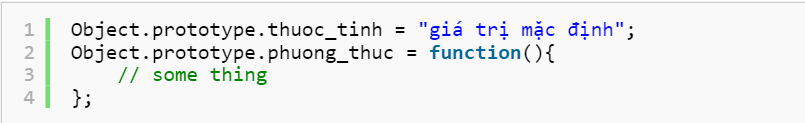 1 Object.prototype.thuoc_tinh = "giá trị mặc định";
2 Object.prototype.phuong_thuc = function(){
3     // some thing
4 };